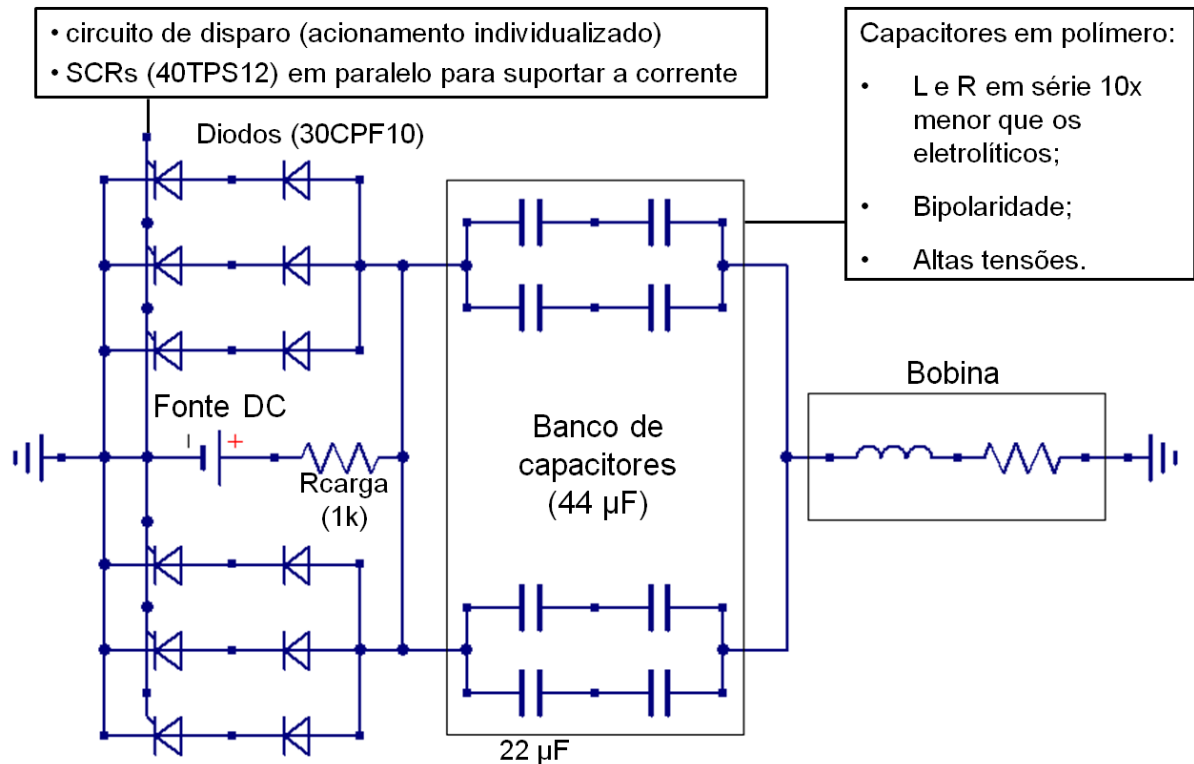 • circuito de disparo (acionamento individualizado)
• SCRs (40TPS12) em paralelo para suportar a corrente
Capacitores em polímero:
• L e R em série 10x
menor que os
eletrolíticos;
• Bipolaridade;
• Altas tensões.
Diodos (30CPF10)
Fonte DC
+
Rcarga
(1k)
Banco de
capacitores
(44 µF)
Bobina
22 µF